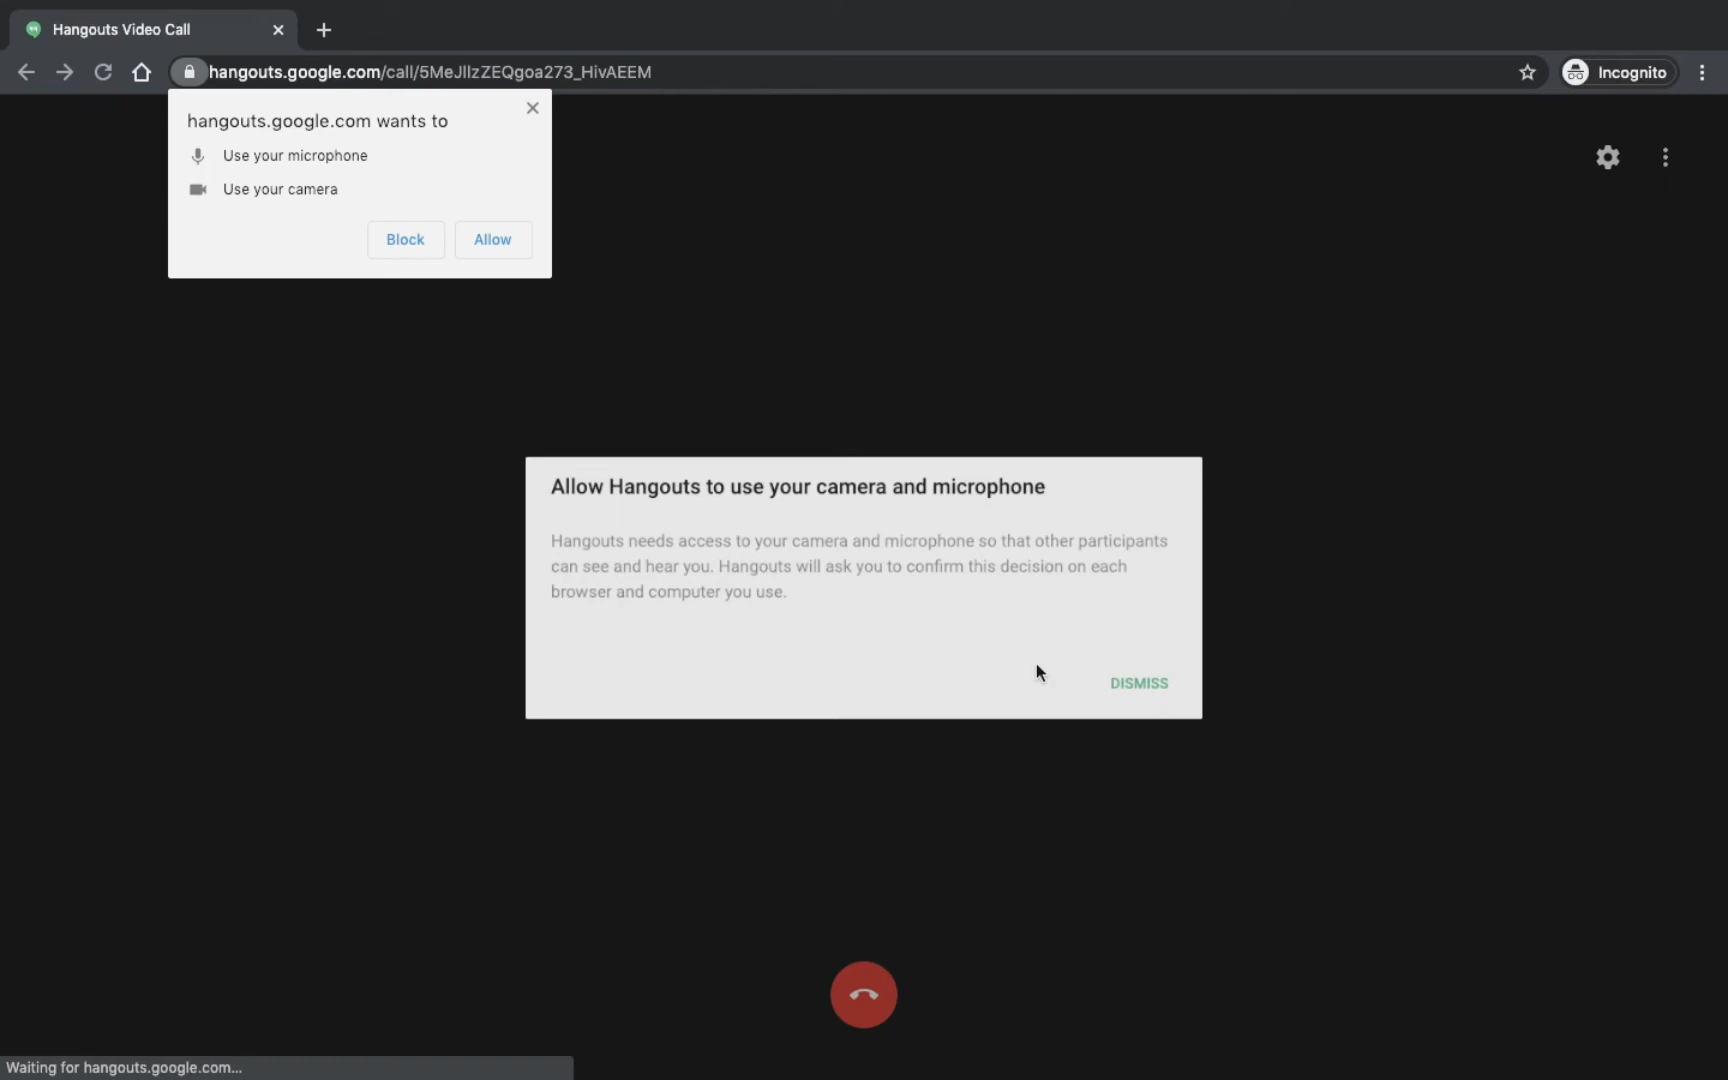 Hangouts Video Call
hangouts.google.com/call/5MeJIlzZEQgoa273_HivAEEM
Incognito
hangouts.google.com wants to
Use your microphone
Use your camera
Block
Allow
Allow Hangouts to use your camera and microphone
Hangouts needs access to your camera and microphone so that other participants
can see and hear you. Hangouts will ask you to confirm this decision on each
browser and computer you use.
DISMISS
Waiting for hangouts.google.com...